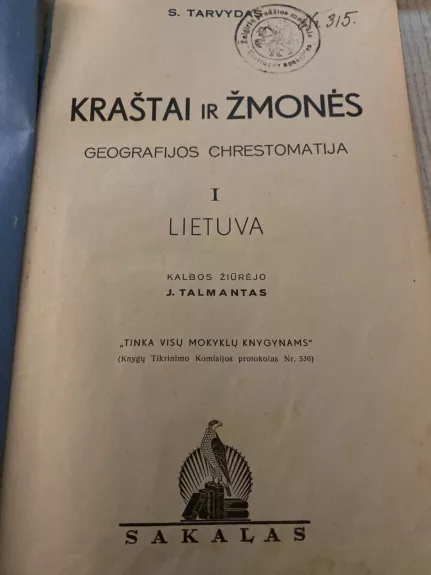 S. TARVYDAS
Nr. 315.
KRAŠTAI IR ŽMONĖS
GEOGRAFIJOS CHRESTOMATIJA
I
LIETUVA
KALBOS ŽIŪRĖJO
J. TALMANTAS
„TINKA VISŲ MOKYKLŲ KNYGYNAMS“
(Knygų Tikrinimo Komisijos protokolas Nr. 330)
SAKALAS